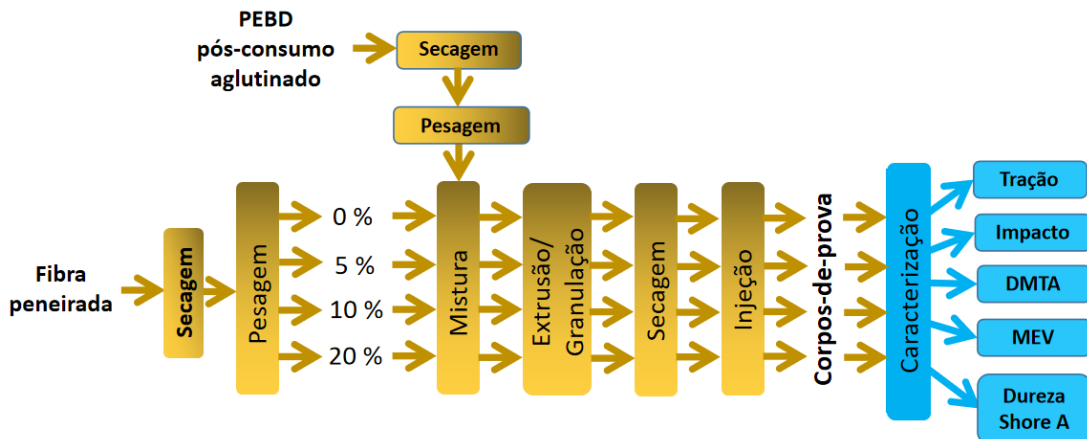 PEBD
pós-consumo
aglutinado
Secagem
Pesagem
Fibra
peneirada
Secagem
Pesagem
0 %
5 %
10 %
20 %
Mistura
Extrusão/
Granulação
Secagem
Injeção
Corpos-de-prova
Caracterização
Tração
Impacto
DMTA
MEV
Dureza
Shore A